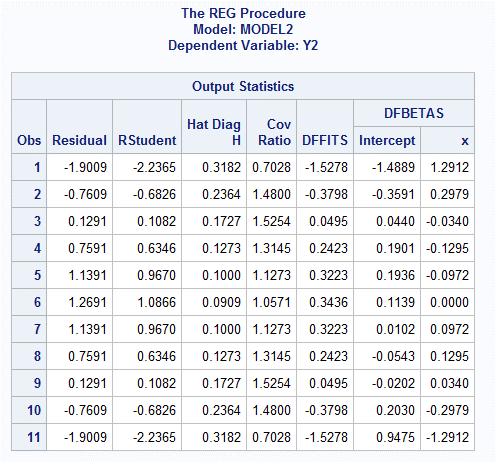 The REG Procedure
Model: MODEL2
Dependent Variable: Y2
Output Statistics
Obs Residual RStudent Hat Diag H Cov Ratio DFFITS DFBETAS
Intercept x
1 -1.9009 -2.2365 0.3182 0.7028 -1.5278 -1.4889 1.2912
2 -0.7609 -0.6826 0.2364 1.4800 -0.3798 -0.3591 0.2979
3 0.1291 0.1082 0.1727 1.5254 0.0495 0.0440 -0.0340
4 0.7591 0.6346 0.1273 1.3145 0.2423 0.1901 -0.1295
5 1.1391 0.9670 0.1000 1.1273 0.3223 0.1936 -0.0972
6 1.2691 1.0866 0.0909 1.0571 0.3436 0.1139 0.0000
7 1.1391 0.9670 0.1000 1.1273 0.3223 0.0102 0.0972
8 0.7591 0.6346 0.1273 1.3145 0.2423 -0.0543 0.1295
9 0.1291 0.1082 0.1727 1.5254 0.0495 -0.0202 0.0340
10 -0.7609 -0.6826 0.2364 1.4800 -0.3798 0.2030 -0.2979
11 -1.9009 -2.2365 0.3182 0.7028 -1.5278 0.9475 -1.2912